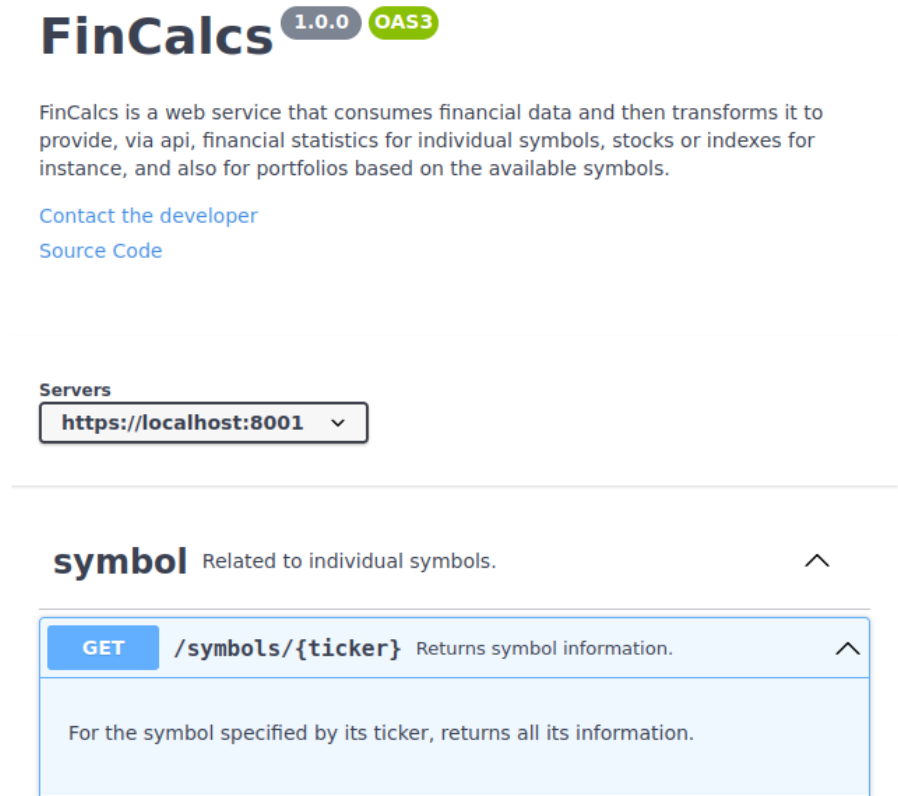 FinCalcs 1.0.0 OAS3
FinCalcs is a web service that consumes financial data and then transforms it to
provide, via api, financial statistics for individual symbols, stocks or indexes for
instance, and also for portfolios based on the available symbols.
Contact the developer
Source Code
Servers
https://localhost:8001
symbol Related to individual symbols.
GET /symbols/{ticker} Returns symbol information.
For the symbol specified by its ticker, returns all its information.